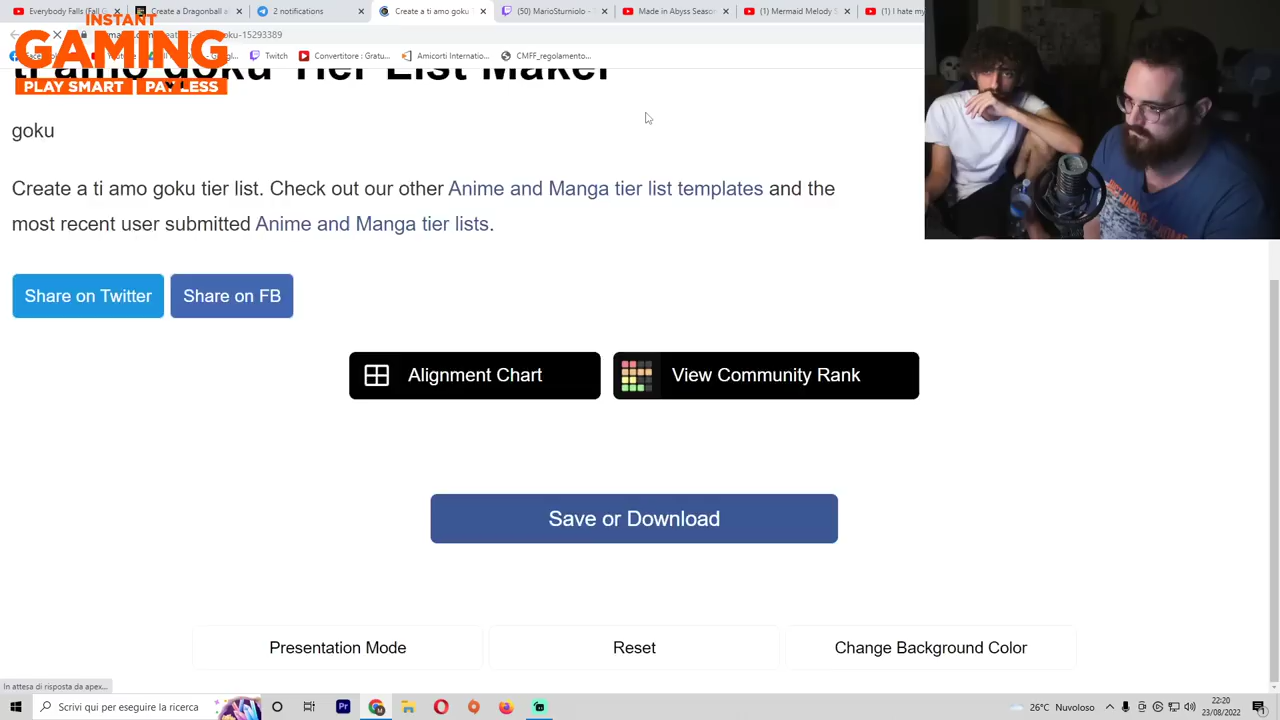 Everybody Falls (Fall G
Create a Dragonball a
2 notifications
Create a ti amo goku T
(50) MarioSturniolo - T
Made in Abyss Season
(1) Mermaid Melody S
(1) I hate my
INSTANT
GAMING
PLAY SMART
PAY LESS
goku-15293389
Twitch
Convertitore : Gratu...
Amicorti Internatio...
CMFF_regolamento...
ti amo goku Tier List Maker
goku
Create a ti amo goku tier list. Check out our other Anime and Manga tier list templates and the
most recent user submitted Anime and Manga tier lists.
Share on Twitter
Share on FB
Alignment Chart
View Community Rank
Save or Download
Presentation Mode
Reset
Change Background Color
In attesa di risposta da apex...
Scrivi qui per eseguire la ricerca
Pr
26°C Nuvoloso
22:20
23/08/2022